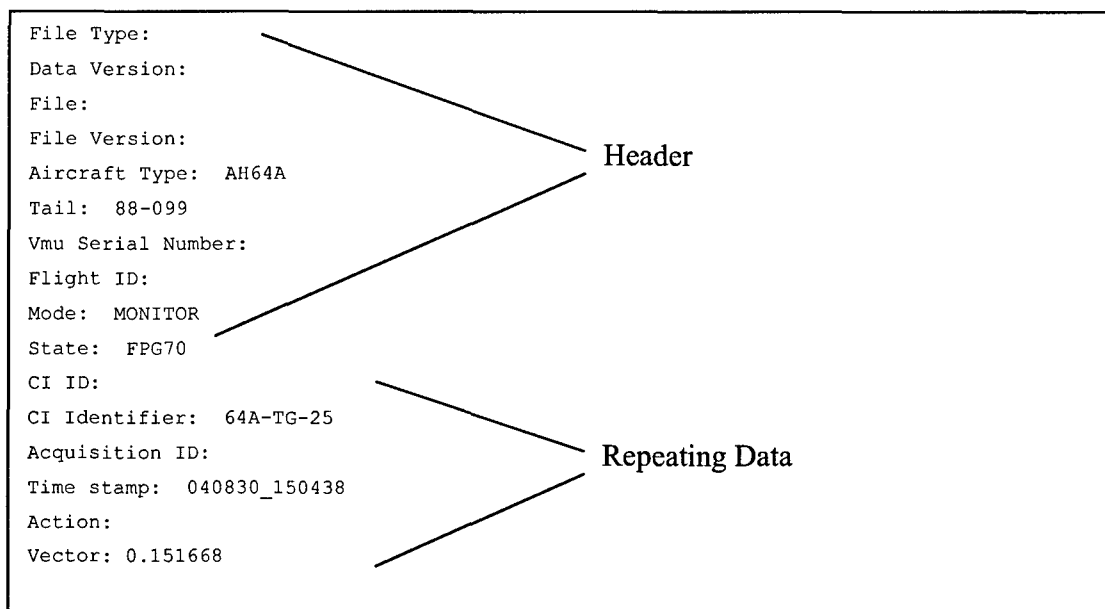 File Type:
Data Version:
File:
File Version:
Aircraft Type: AH64A
Tail: 88-099
Vmu Serial Number:
Flight ID:
Mode: MONITOR
State: FPG70
Header
CI ID:
CI Identifier: 64A-TG-25
Acquisition ID:
Time stamp: 040830_150438
Action:
Vector: 0.151668
Repeating Data